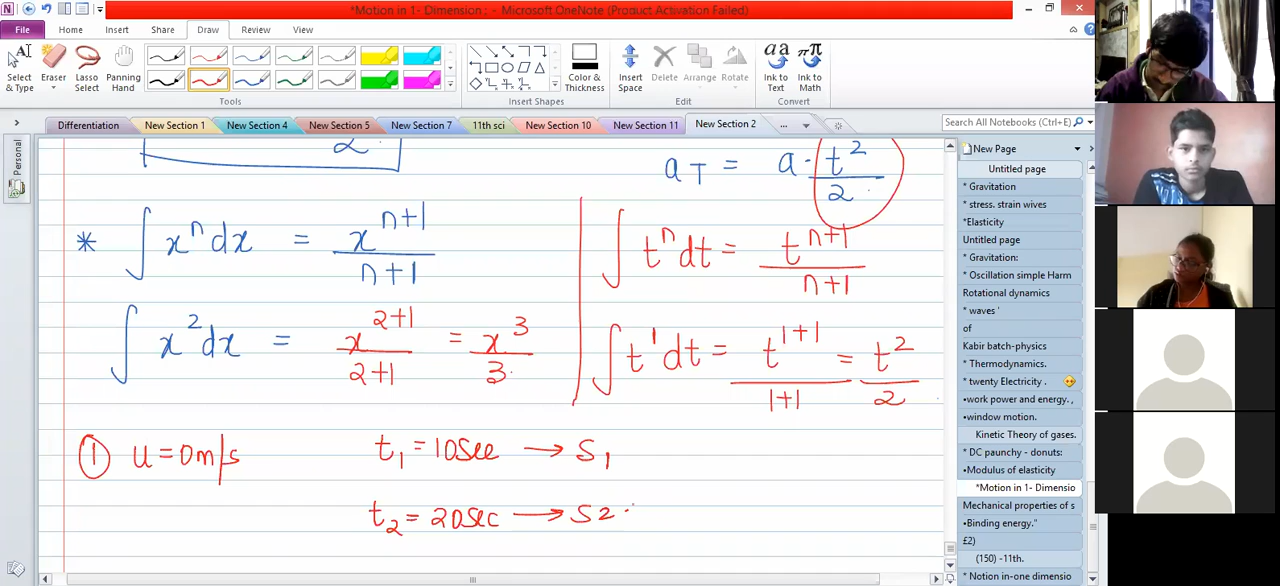 *Motion in 1- Dimension : - Microsoft OneNote (Product Activation Failed)
File Home Insert Share Draw Review View
Select & Type
Eraser
Lasso Select
Panning Hand
Color & Thickness
Insert Space
Delete
Arrange
Rotate
Ink to Text
Ink to Math
Tools
Insert Shapes
Edit
Convert
Differentiation New Section 1 New Section 4 New Section 5 New Section 7 11th sci New Section 10 New Section 11 New Section 2 ...
Search All Notebooks (Ctrl+E)
Personal
aT = a · t²/2
* ∫ xⁿ dx = x^(n+1)/(n+1)
∫ tⁿ dt = t^(n+1)/(n+1)
∫ x² dx = x^(2+1)/(2+1) = x³/3.
∫ t¹ dt = t^(1+1)/(1+1) = t²/2
① u = 0 m/s t₁ = 10 Sec → S₁
t₂ = 20 Sec → S2 .
New Page
Untitled page
* Gravitation
* stress. strain wives
*Elasticity
Untitled page
* Gravitation:
* Oscillation simple Harm
Rotational dynamics
* waves '
of
Kabir batch-physics
* Thermodynamics.
* twenty Electricity .
•work power and energy. ,
•window motion.
Kinetic Theory of gases.
* DC paunchy - donuts:
•Modulus of elasticity
*Motion in 1- Dimensio
Mechanical properties of s
•Binding energy."
£2)
(150) -11th.
* Notion in-one dimensio